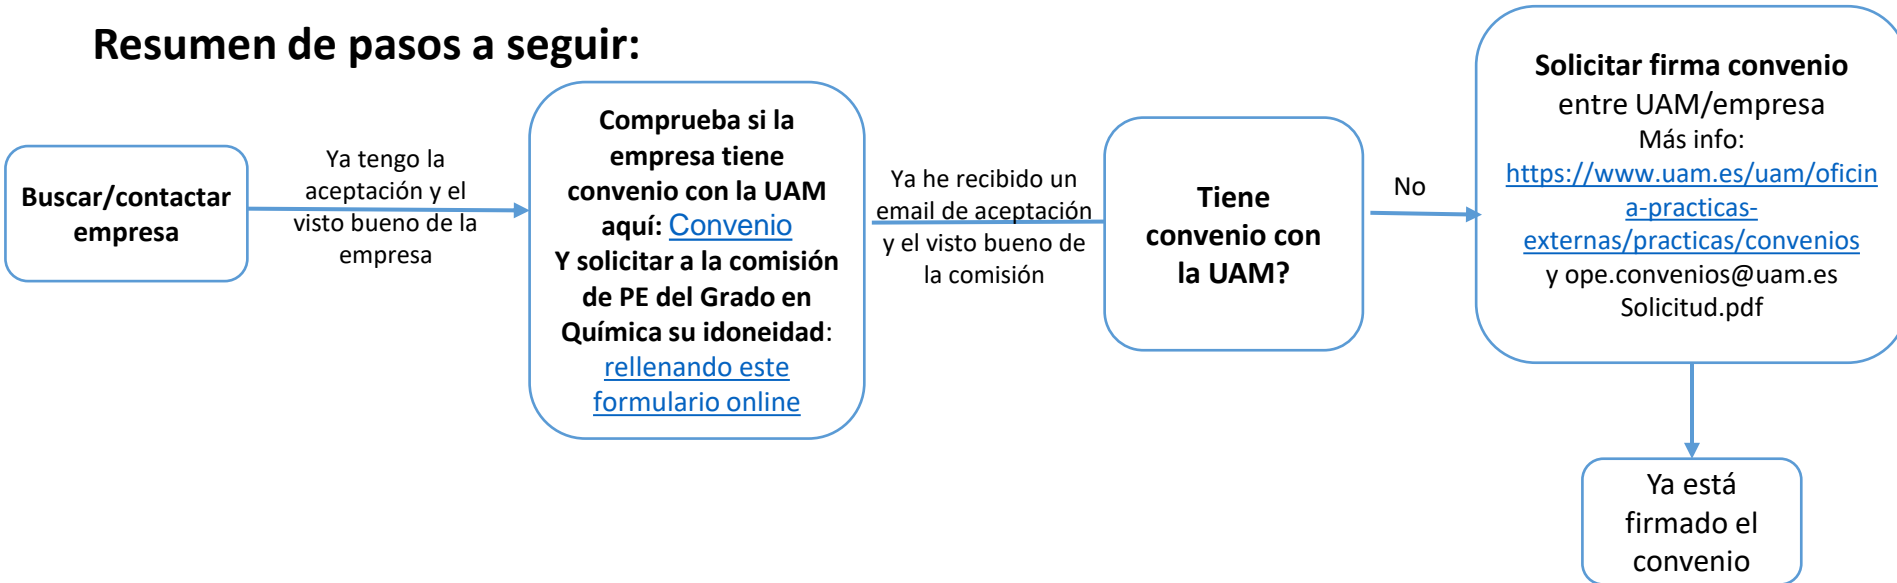 Resumen de pasos a seguir:
Buscar/contactar
empresa
Ya tengo la
aceptación y el
visto bueno de la
empresa
Comprueba si la
empresa tiene
convenio con la UAM
aquí: Convenio
Y solicitar a la comisión
de PE del Grado en
Química su idoneidad:
rellenando este
formulario online
Ya he recibido un
email de aceptación
y el visto bueno de
la comisión
Tiene
convenio con
la UAM?
No
Solicitar firma convenio
entre UAM/empresa
Más info:
https://www.uam.es/uam/oficin
a-practicas-
externas/practicas/convenios
y ope.convenios@uam.es
Solicitud.pdf
Ya está
firmado el
convenio